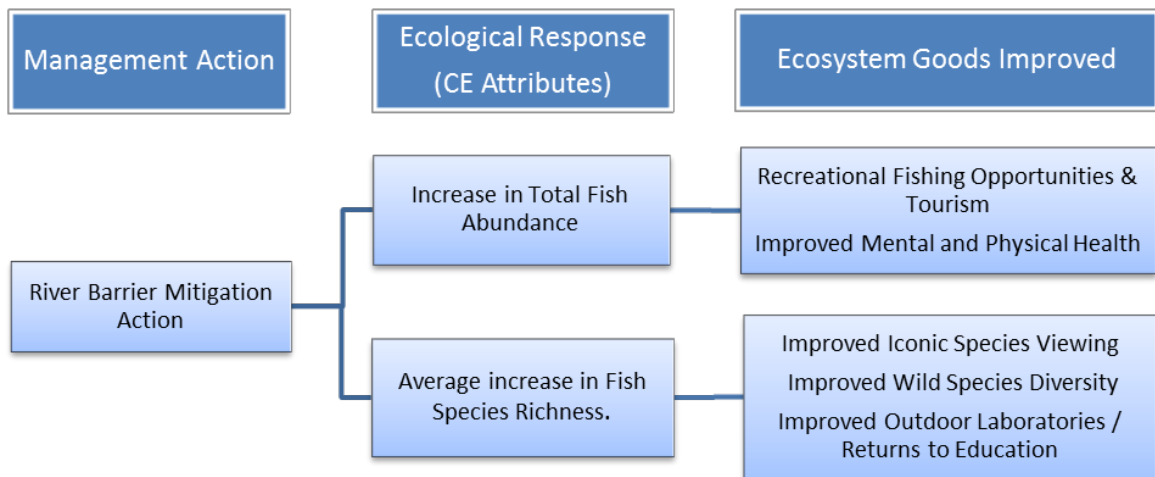 Management Action
Ecological Response
(CE Attributes)
Ecosystem Goods Improved
River Barrier Mitigation
Action
Increase in Total Fish
Abundance
Average increase in Fish
Species Richness.
Recreational Fishing Opportunities &
Tourism
Improved Mental and Physical Health
Improved Iconic Species Viewing
Improved Wild Species Diversity
Improved Outdoor Laboratories /
Returns to Education